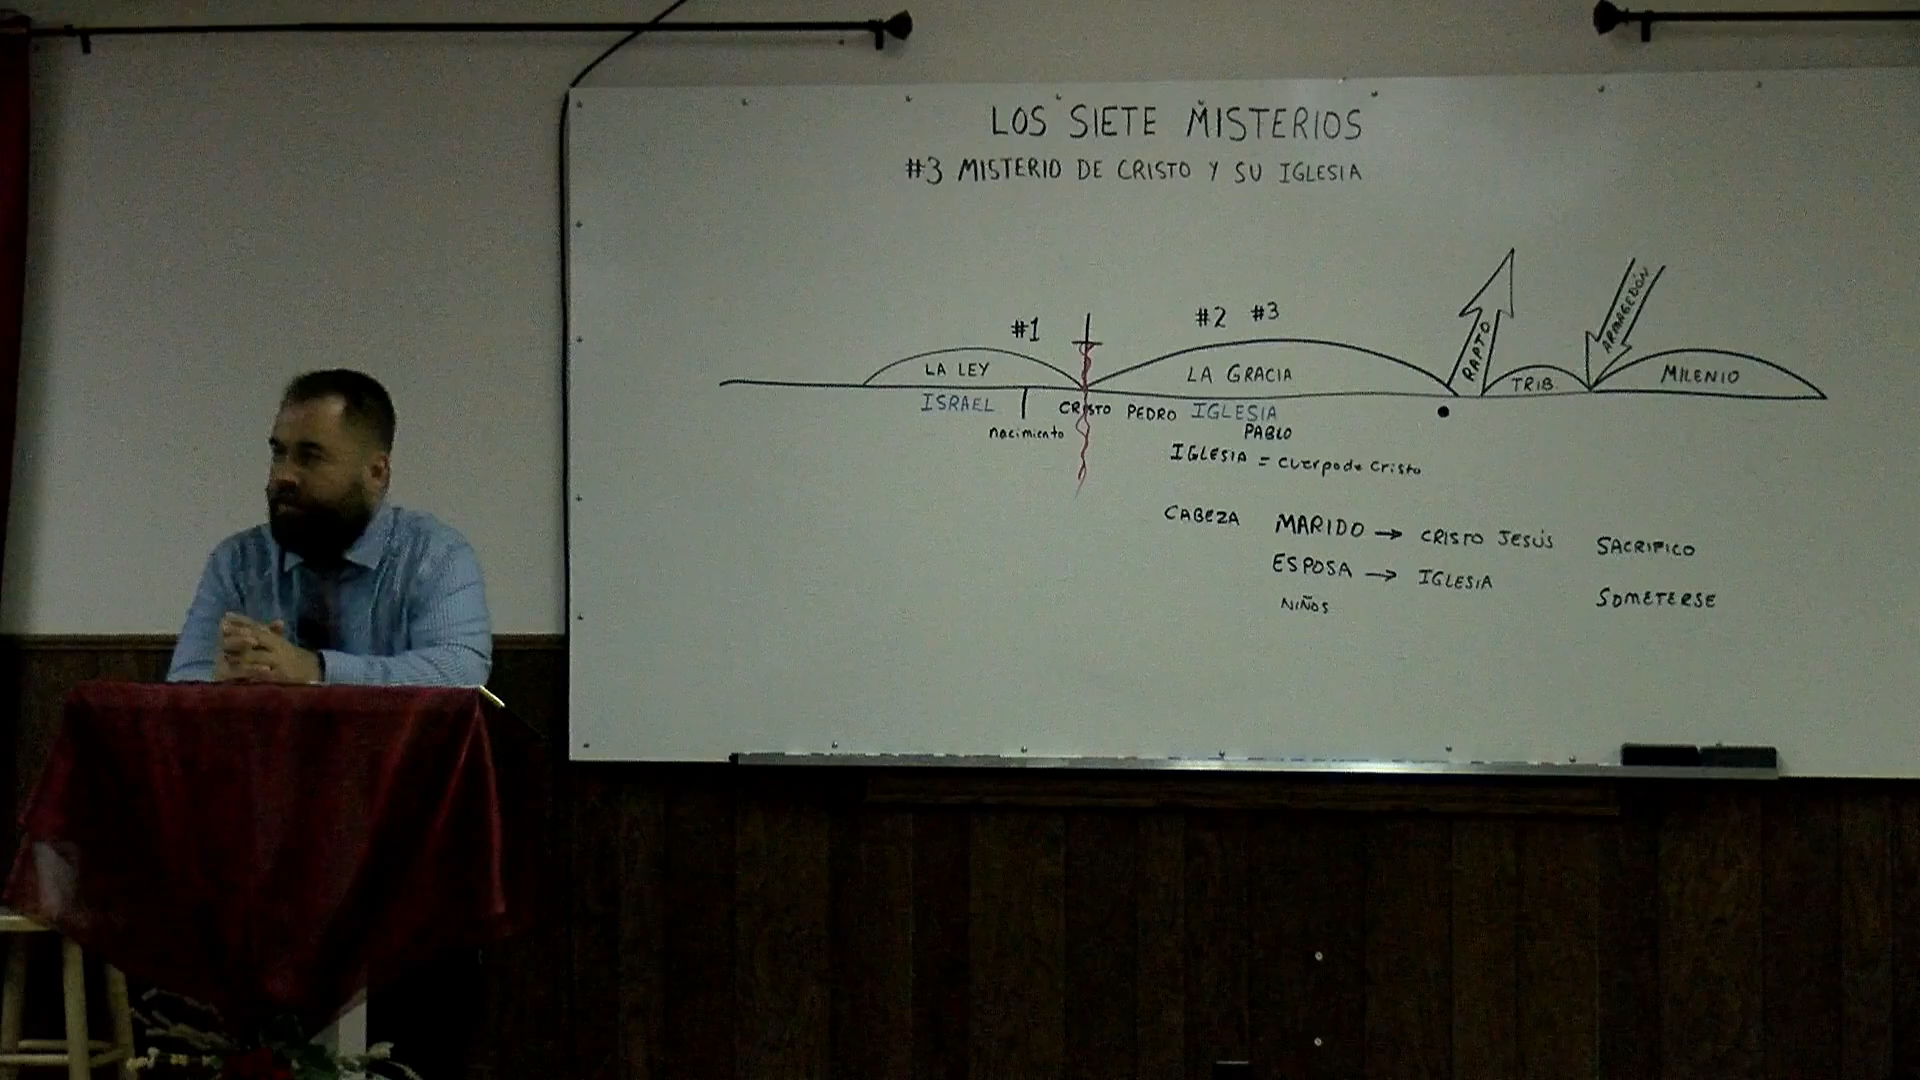 LOS SIETE MISTERIOS
#3 MISTERIO DE CRISTO Y SU IGLESIA
#1 #2 #3
LA LEY LA GRACIA RAPTO TRIB. ARMAGEDÓN MILENIO
ISRAEL CRISTO PEDRO IGLESIA
nacimiento PABLO
IGLESIA = cuerpo de Cristo
CABEZA MARIDO → CRISTO JESÚS SACRIFICO
ESPOSA → IGLESIA SOMETERSE
NIÑOS